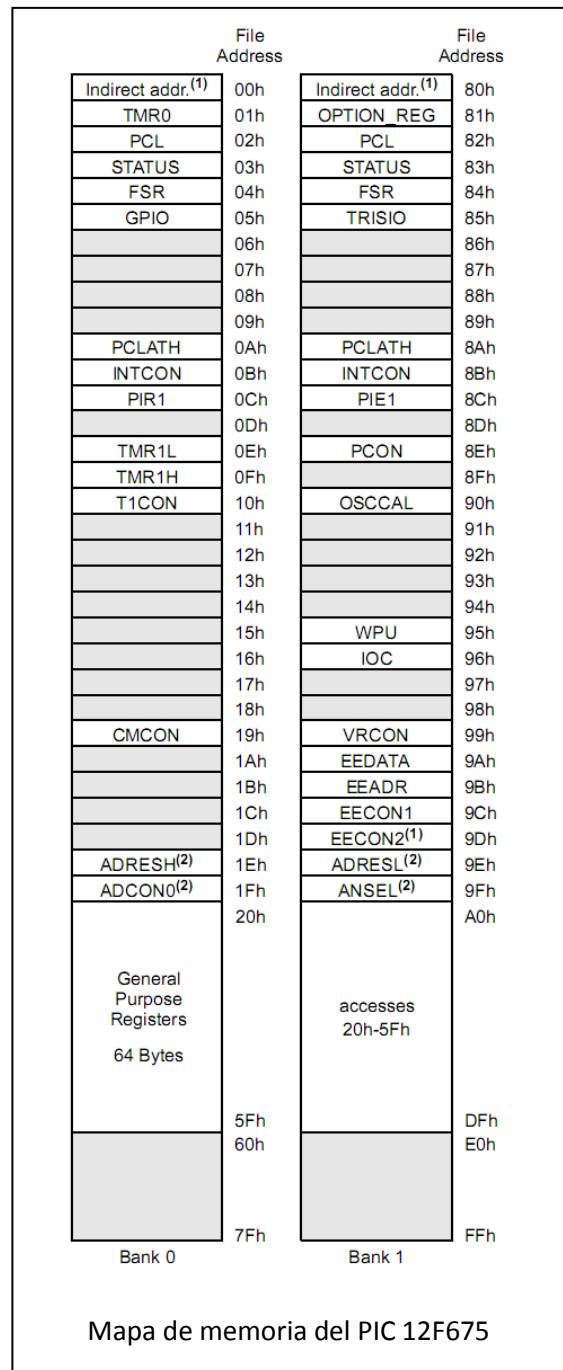 File Address File Address
Indirect addr.(1) 00h Indirect addr.(1) 80h
TMR0 01h OPTION_REG 81h
PCL 02h PCL 82h
STATUS 03h STATUS 83h
FSR 04h FSR 84h
GPIO 05h TRISIO 85h
06h 86h
07h 87h
08h 88h
09h 89h
PCLATH 0Ah PCLATH 8Ah
INTCON 0Bh INTCON 8Bh
PIR1 0Ch PIE1 8Ch
0Dh 8Dh
TMR1L 0Eh PCON 8Eh
TMR1H 0Fh 8Fh
T1CON 10h OSCCAL 90h
11h 91h
12h 92h
13h 93h
14h 94h
15h WPU 95h
16h IOC 96h
17h 97h
18h 98h
CMCON 19h VRCON 99h
1Ah EEDATA 9Ah
1Bh EEADR 9Bh
1Ch EECON1 9Ch
1Dh EECON2(1) 9Dh
ADRESH(2) 1Eh ADRESL(2) 9Eh
ADCON0(2) 1Fh ANSEL(2) 9Fh
20h A0h
General
Purpose
Registers
64 Bytes
accesses
20h-5Fh
5Fh DFh
60h E0h
7Fh FFh
Bank 0 Bank 1
Mapa de memoria del PIC 12F675